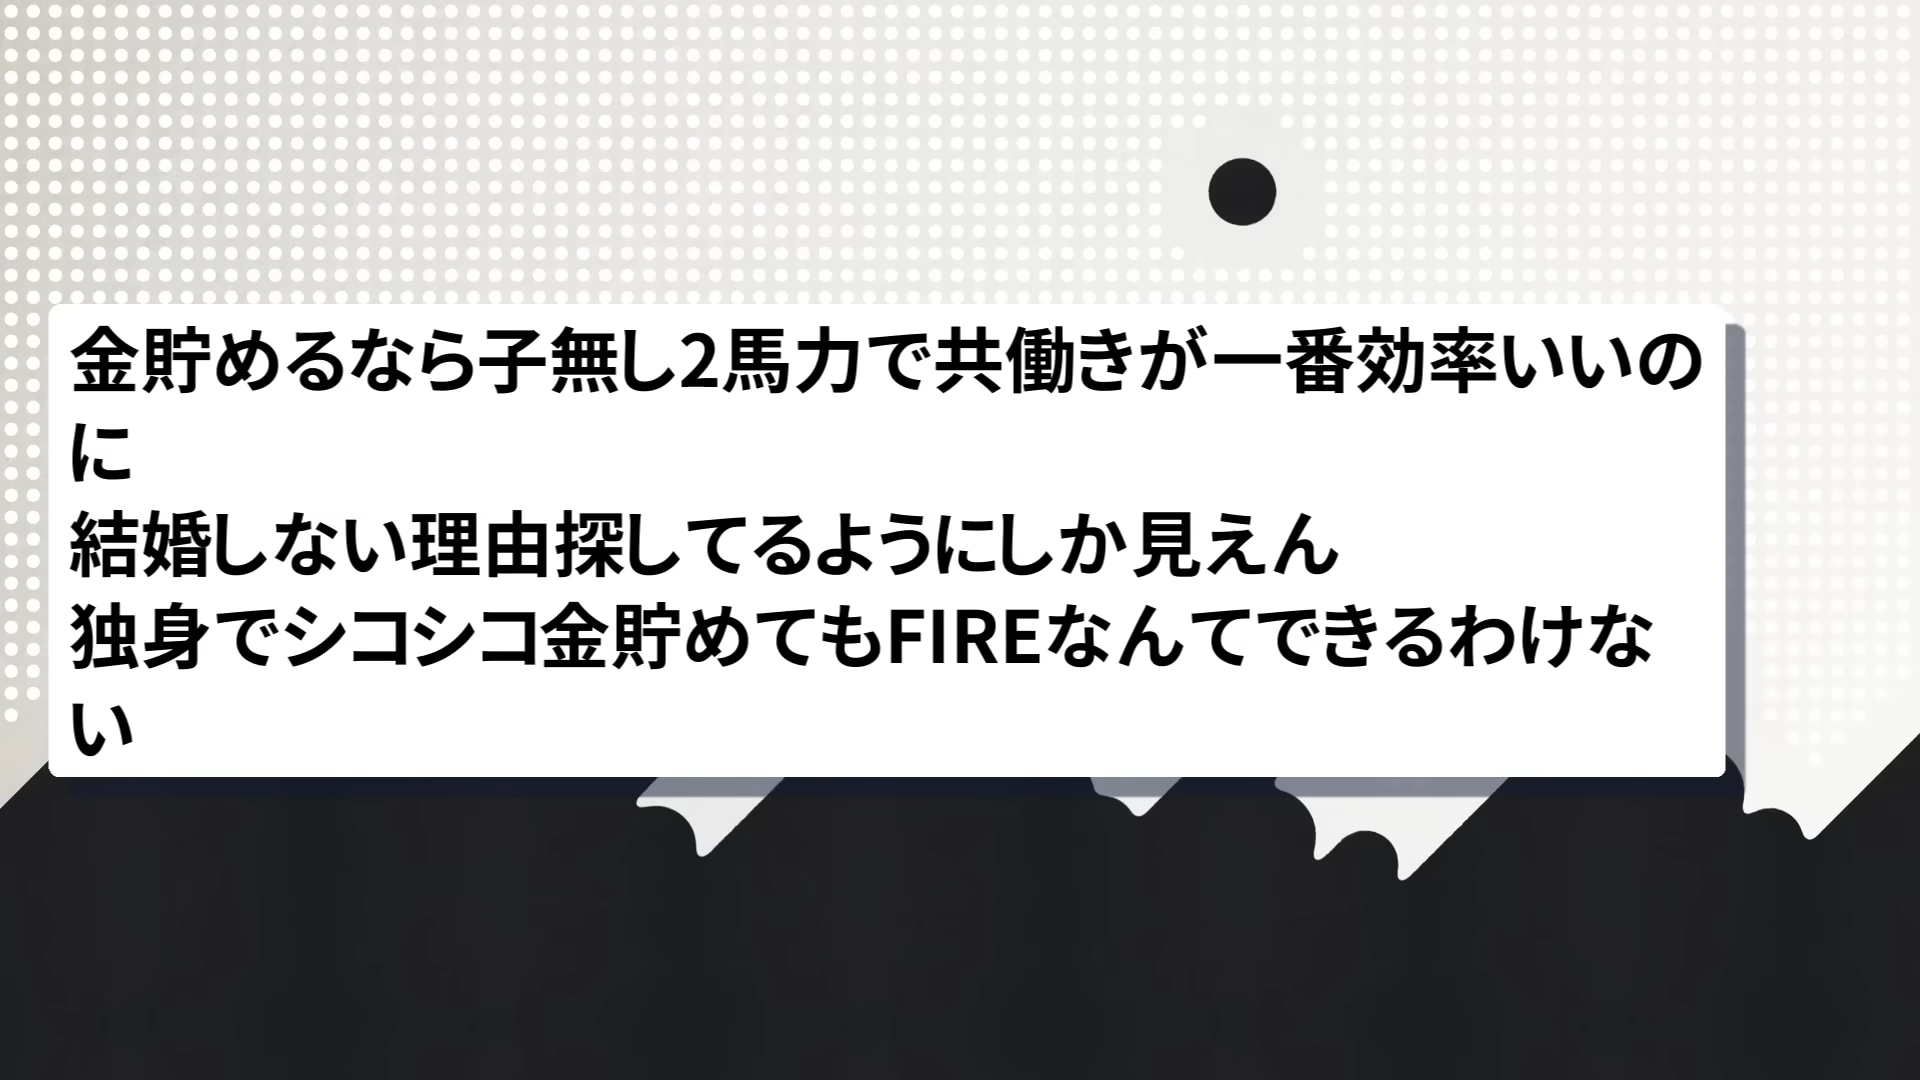 金貯めるなら子無し2馬力で共働きが一番効率いいの
に
結婚しない理由探してるようにしか見えん
独身でシコシコ金貯めてもFIREなんてできるわけな
い